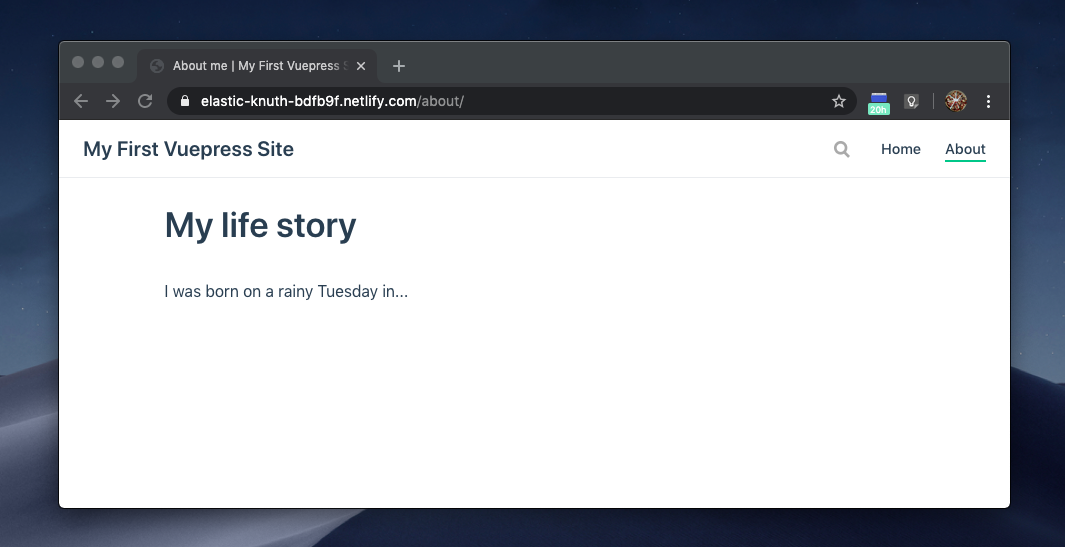 About me | My First Vuepress S
elastic-knuth-bdfb9f.netlify.com/about/
20h
My First Vuepress Site
Home
About
My life story
I was born on a rainy Tuesday in...